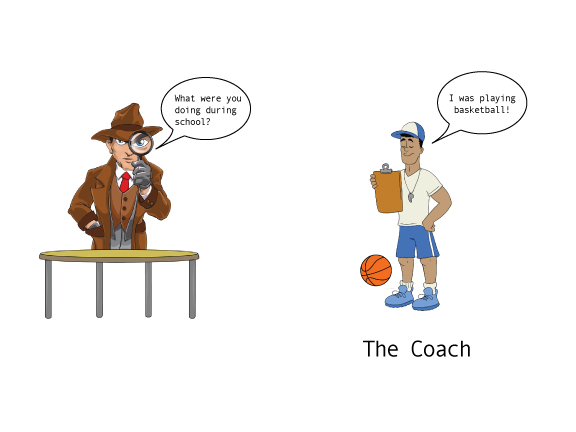 What were you
doing during
school?
I was playing
basketball!
The Coach